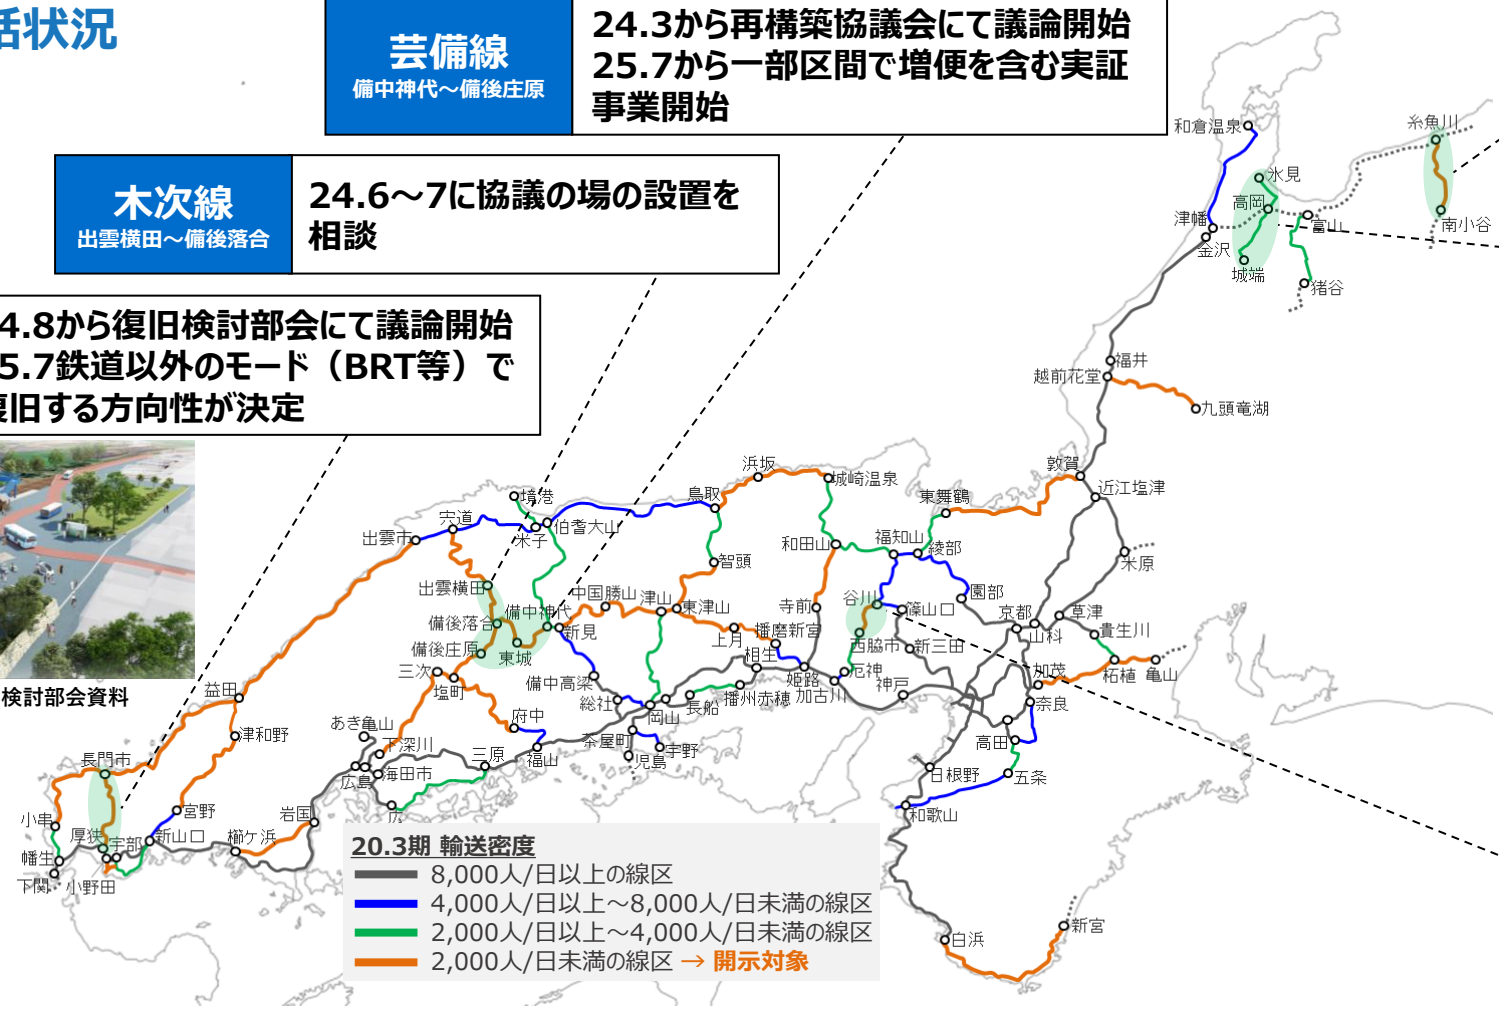 話状況
芸備線
備中神代～備後庄原
24.3から再構築協議会にて議論開始
25.7から一部区間で増便を含む実証
事業開始
木次線
出雲横田～備後落合
24.6～7に協議の場の設置を
相談
4.8から復旧検討部会にて議論開始
5.7鉄道以外のモード（BRT等）で
復旧する方向性が決定
検討部会資料
和倉温泉
糸魚川
氷見
高岡
津幡
富山
南小谷
金沢
城端
猪谷
福井
越前花堂
九頭竜湖
敦賀
近江塩津
浜坂
城崎温泉
鳥取
東舞鶴
境港
宍道
出雲市
米子
伯耆大山
和田山
福知山
綾部
米原
智頭
出雲横田
中国勝山
津山
東津山
寺前
谷川
篠山口
園部
京都
草津
備後落合
備中神代
新見
上月
播磨新宮
山科
貴生川
備後庄原
東城
西脇市
新三田
三次
相生
塩町
備中高梁
姫路
厄神
加古川
神戸
加茂
柘植
亀山
益田
総社
岡山
長船
播州赤穂
奈良
あき亀山
府中
津和野
下深川
茶屋町
宇野
高田
長門市
三原
福山
児島
広島
海田市
日根野
五条
宮野
岩国
広
和歌山
小串
厚狭
宇部
新山口
櫛ケ浜
幡生
下関
小野田
白浜
新宮
20.3期 輸送密度
8,000人/日以上の線区
4,000人/日以上～8,000人/日未満の線区
2,000人/日以上～4,000人/日未満の線区
2,000人/日未満の線区 → 開示対象